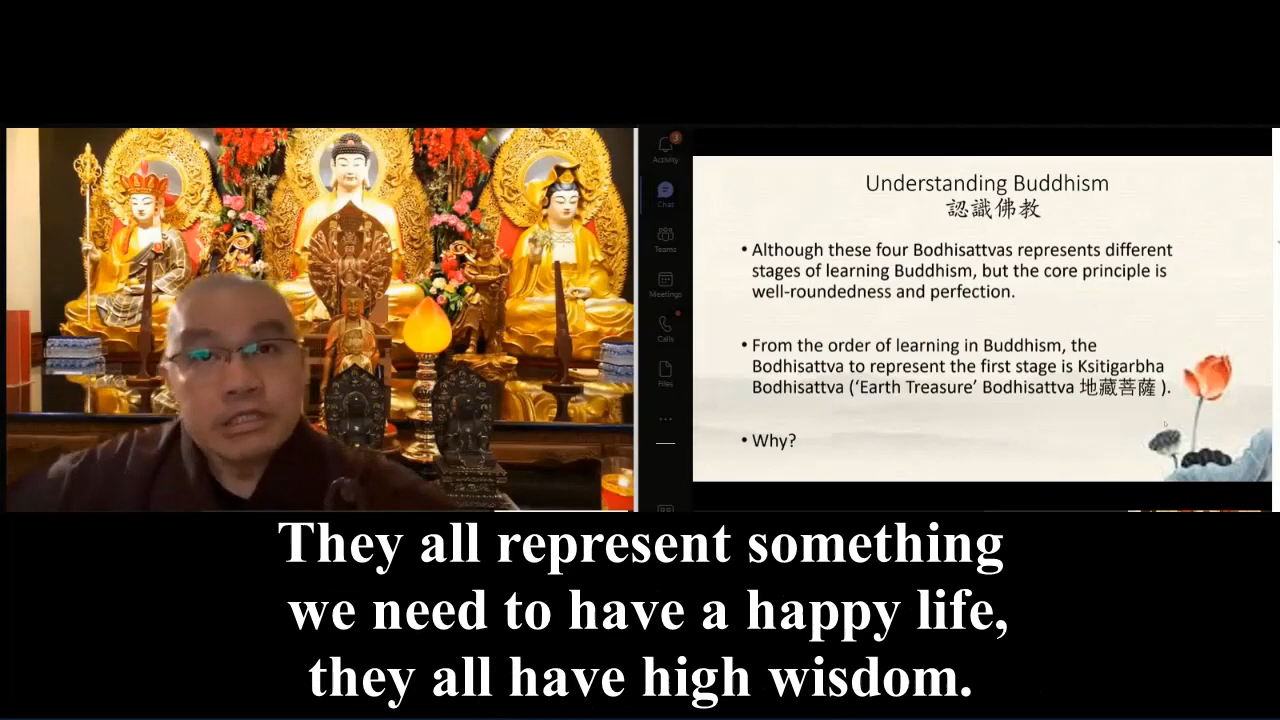 3
Activity
Chat
Teams
Meetings
Calls
Files
Understanding Buddhism
認識佛教
• Although these four Bodhisattvas represents different
stages of learning Buddhism, but the core principle is
well-roundedness and perfection.
• From the order of learning in Buddhism, the
Bodhisattva to represent the first stage is Ksitigarbha
Bodhisattva (‘Earth Treasure’ Bodhisattva 地藏菩薩 ).
• Why?
They all represent something
we need to have a happy life,
they all have high wisdom.